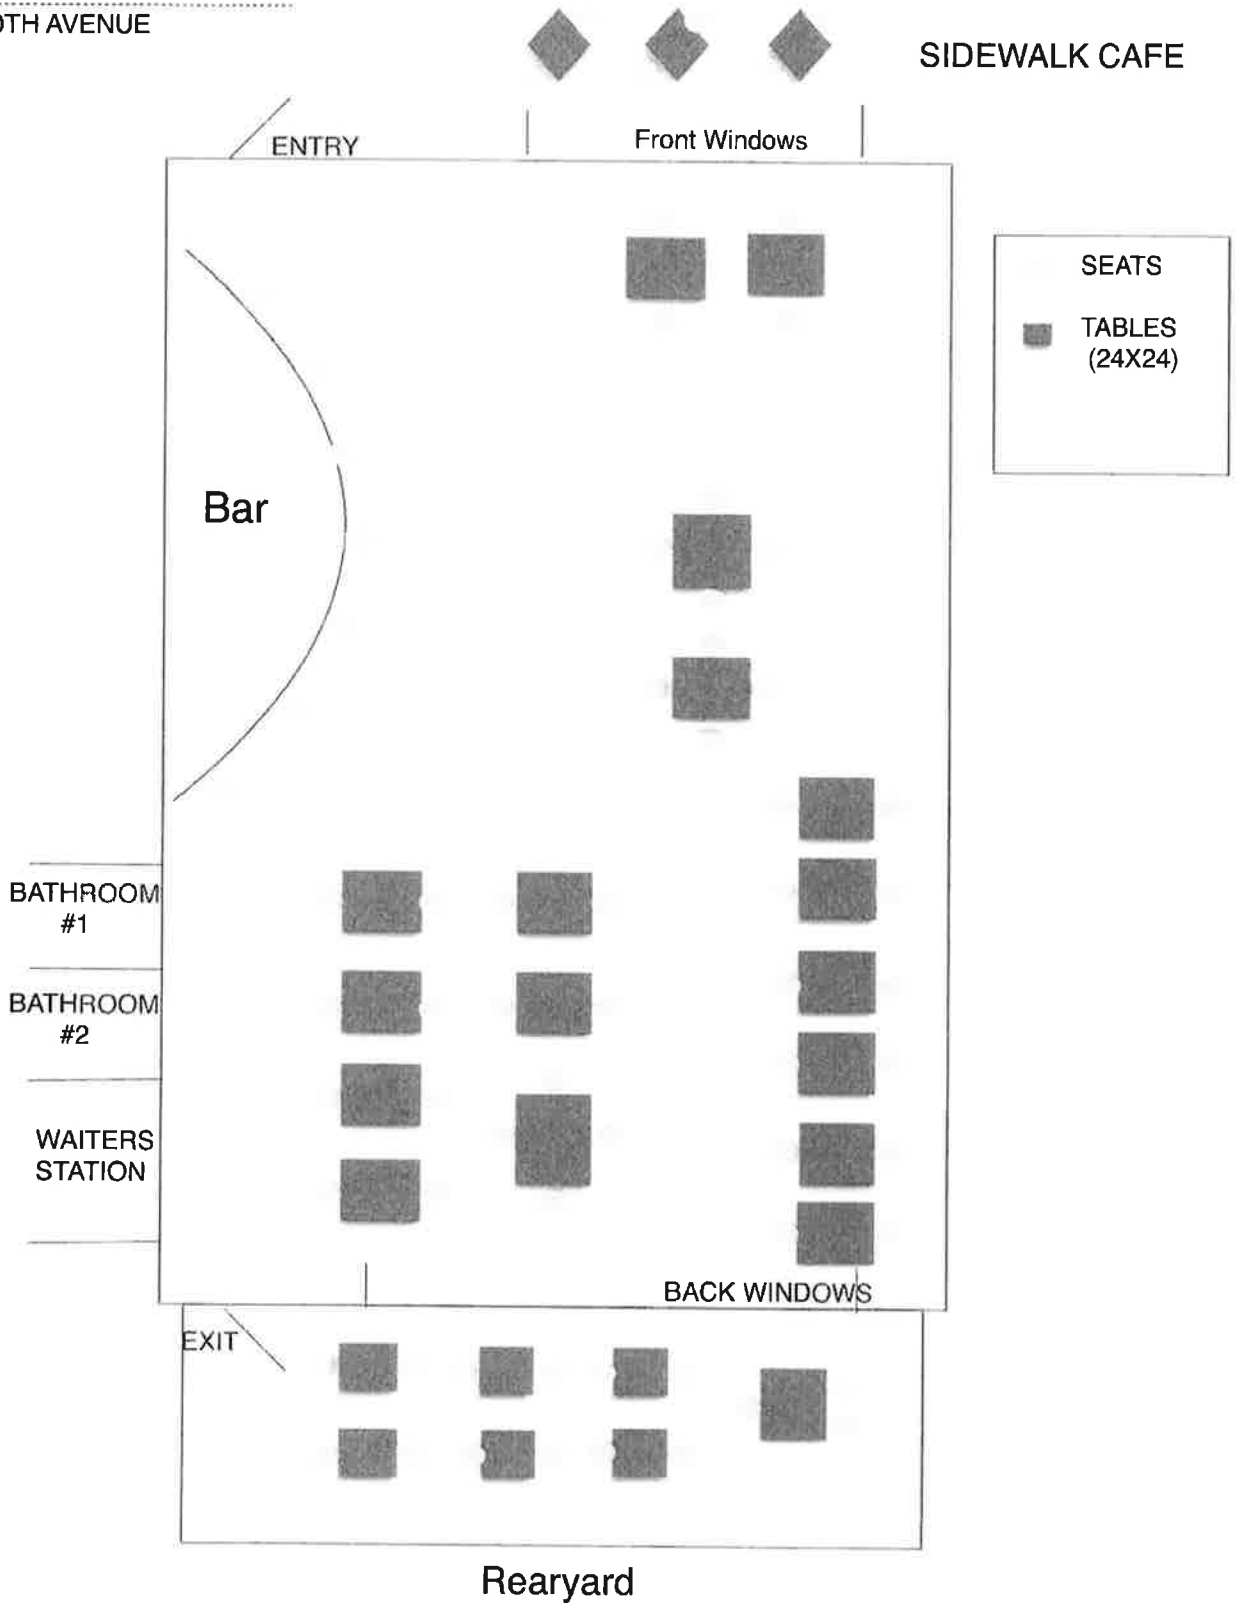 AVENUE
SIDEWALK CAFE
ENTRY
Front Windows
SEATS
TABLES
(24X24)
Bar
BATHROOM
#1
BATHROOM
#2
WAITERS
STATION
BACK WINDOWS
EXIT
Rearyard